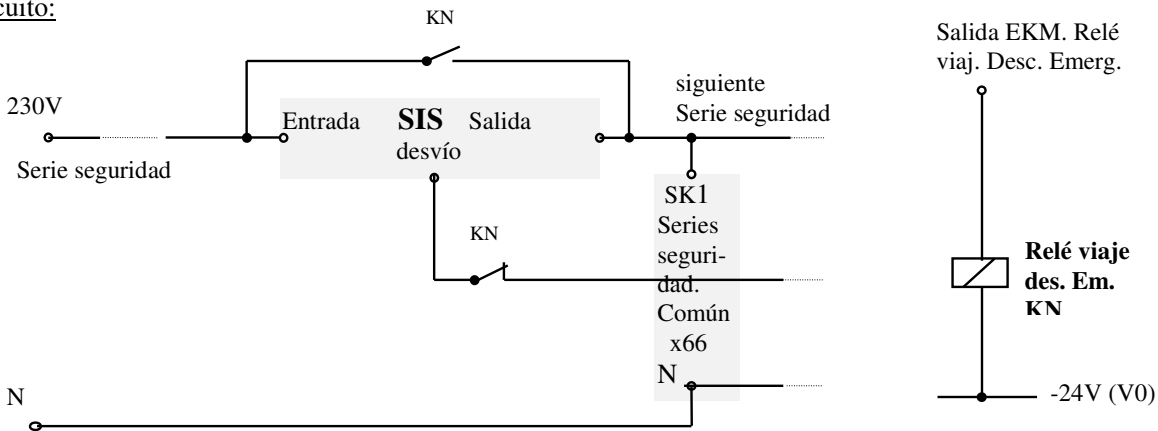 KN
Salida EKM. Relé
viaj. Desc. Emerg.
230V
siguiente
Serie seguridad
Entrada SIS Salida
desvío
Serie seguridad
SK1
Series
seguri-
dad.
Común
x66
N
KN
Relé viaje
des. Em.
KN
-24V (V0)
N